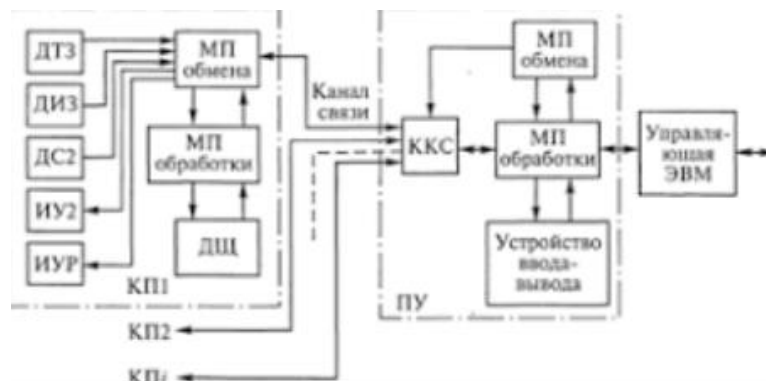 ДТЗ
ДИЗ
ДС2
ИУ2
ИУР
МП
обмена
МП
обработки
ДЩ
КП1
Канал
связи
КП2
КПi
ККС
МП
обмена
МП
обработки
Устройство
ввода-
вывода
ПУ
Управля-
ющая
ЭВМ